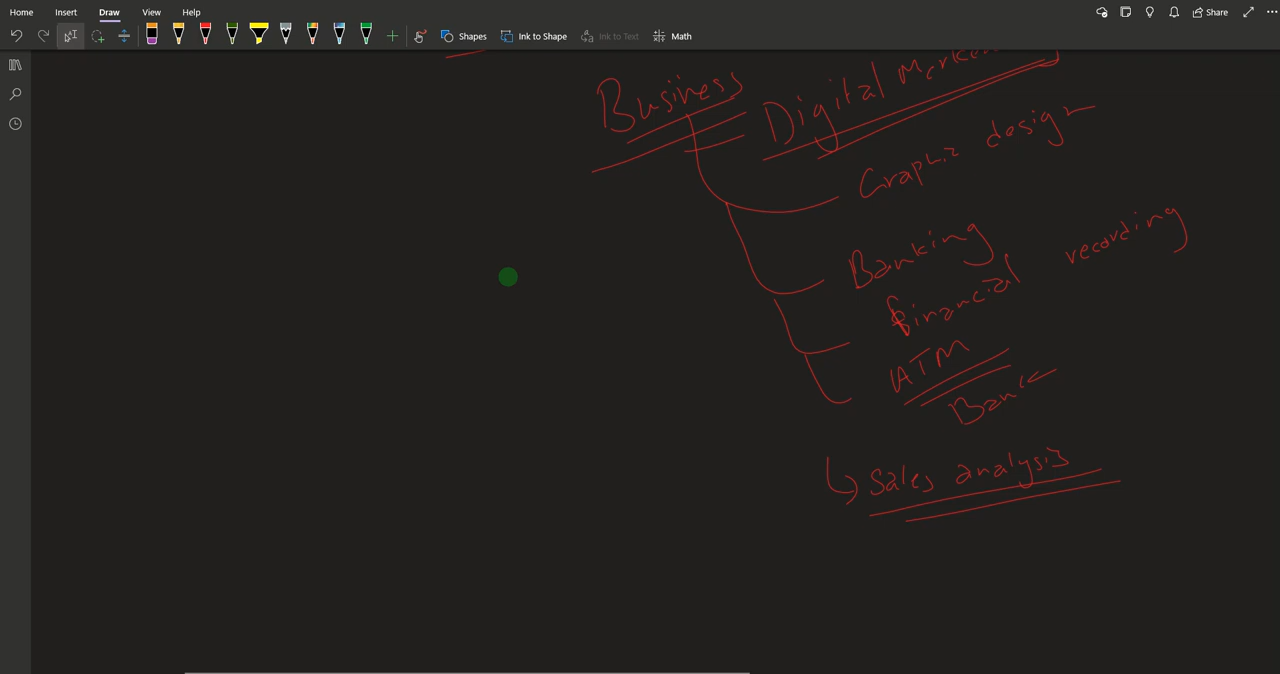 Home Insert Draw View Help Share
Shapes Ink to Shape Ink to Text Math
Business
Digital
Graphic design
Banking
financial recording
ATM
Bank
Sales analysis